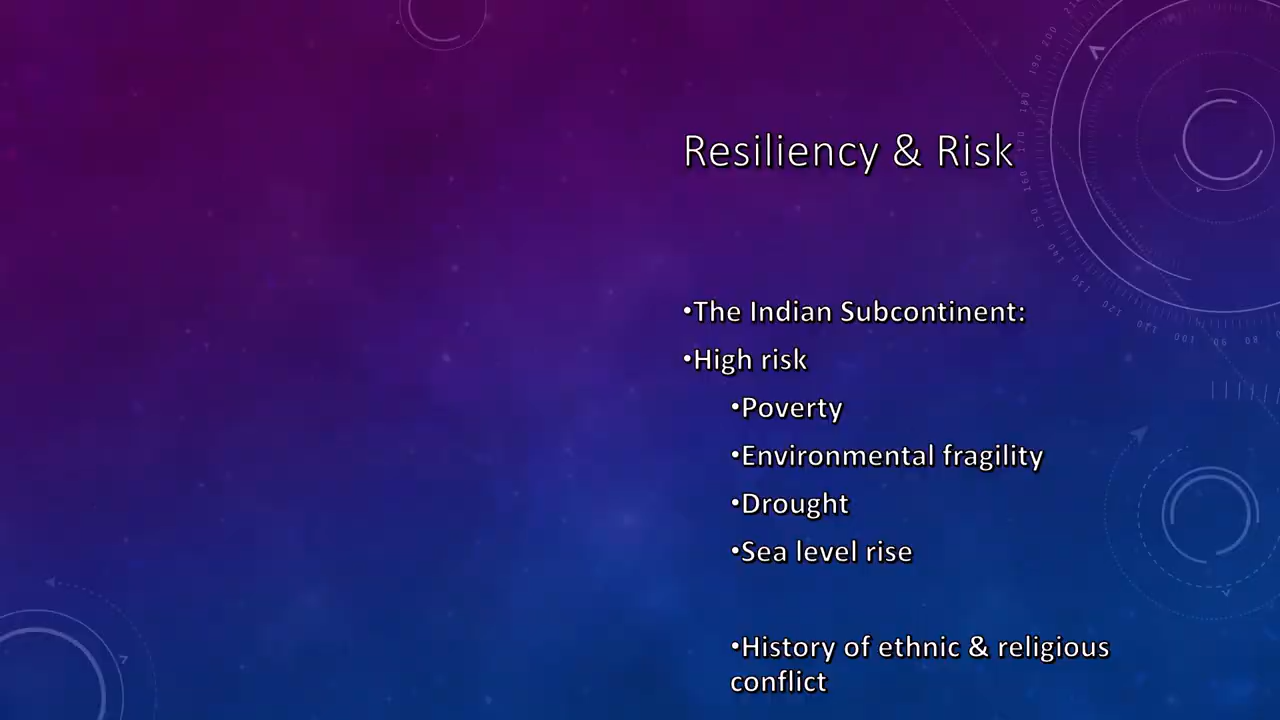 Resiliency & Risk
•The Indian Subcontinent:
•High risk
•Poverty
•Environmental fragility
•Drought
•Sea level rise
•History of ethnic & religious
conflict